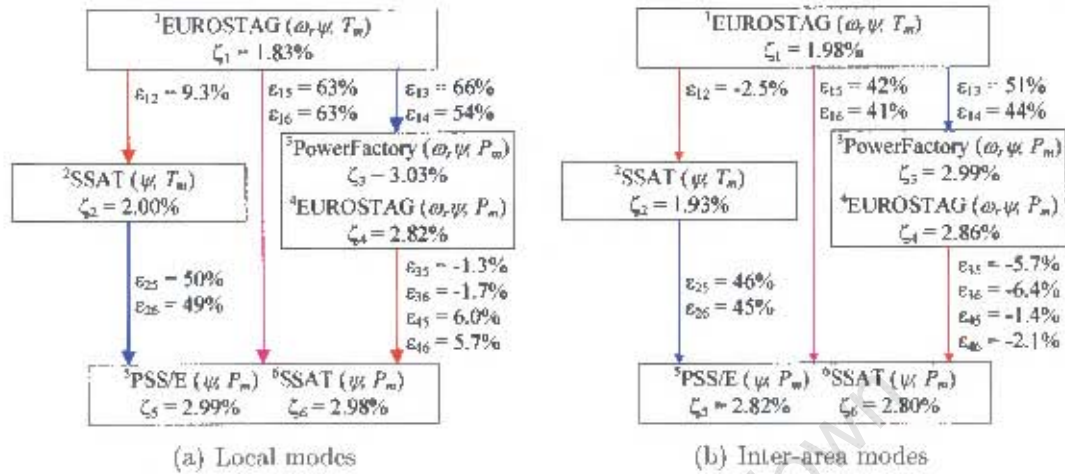 ¹EUROSTAG (ωᵣψ, Tₘ)
ζ₁ = 1.83%
ε₁₂ = 9.3%
ε₁₅ = 63%
ε₁₆ = 63%
ε₁₃ = 66%
ε₁₄ = 54%
²SSAT (ψ, Tₘ)
ζ₂ = 2.00%
³PowerFactory (ωᵣψ, Pₘ)
ζ₃ = 3.03%
⁴EUROSTAG (ωᵣψ, Pₘ)
ζ₄ = 2.82%
ε₂₅ = 50%
ε₂₆ = 49%
ε₃₅ = -1.3%
ε₃₆ = -1.7%
ε₄₅ = 6.0%
ε₄₆ = 5.7%
⁵PSS/E (ψ, Pₘ) ⁶SSAT (ψ, Pₘ)
ζ₅ = 2.99% ζ₆ = 2.98%
(a) Local modes
¹EUROSTAG (ωᵣψ, Tₘ)
ζ₁ = 1.98%
ε₁₂ = -2.5%
ε₁₅ = 42%
ε₁₆ = 41%
ε₁₃ = 51%
ε₁₄ = 44%
²SSAT (ψ, Tₘ)
ζ₂ = 1.93%
³PowerFactory (ωᵣψ, Pₘ)
ζ₃ = 2.99%
⁴EUROSTAG (ωᵣψ, Pₘ)
ζ₄ = 2.86%
ε₂₅ = 46%
ε₂₆ = 45%
ε₃₅ = -5.7%
ε₃₆ = -6.4%
ε₄₅ = -1.4%
ε₄₆ = -2.1%
⁵PSS/E (ψ, Pₘ) ⁶SSAT (ψ, Pₘ)
ζ₅ = 2.82% ζ₆ = 2.80%
(b) Inter-area modes